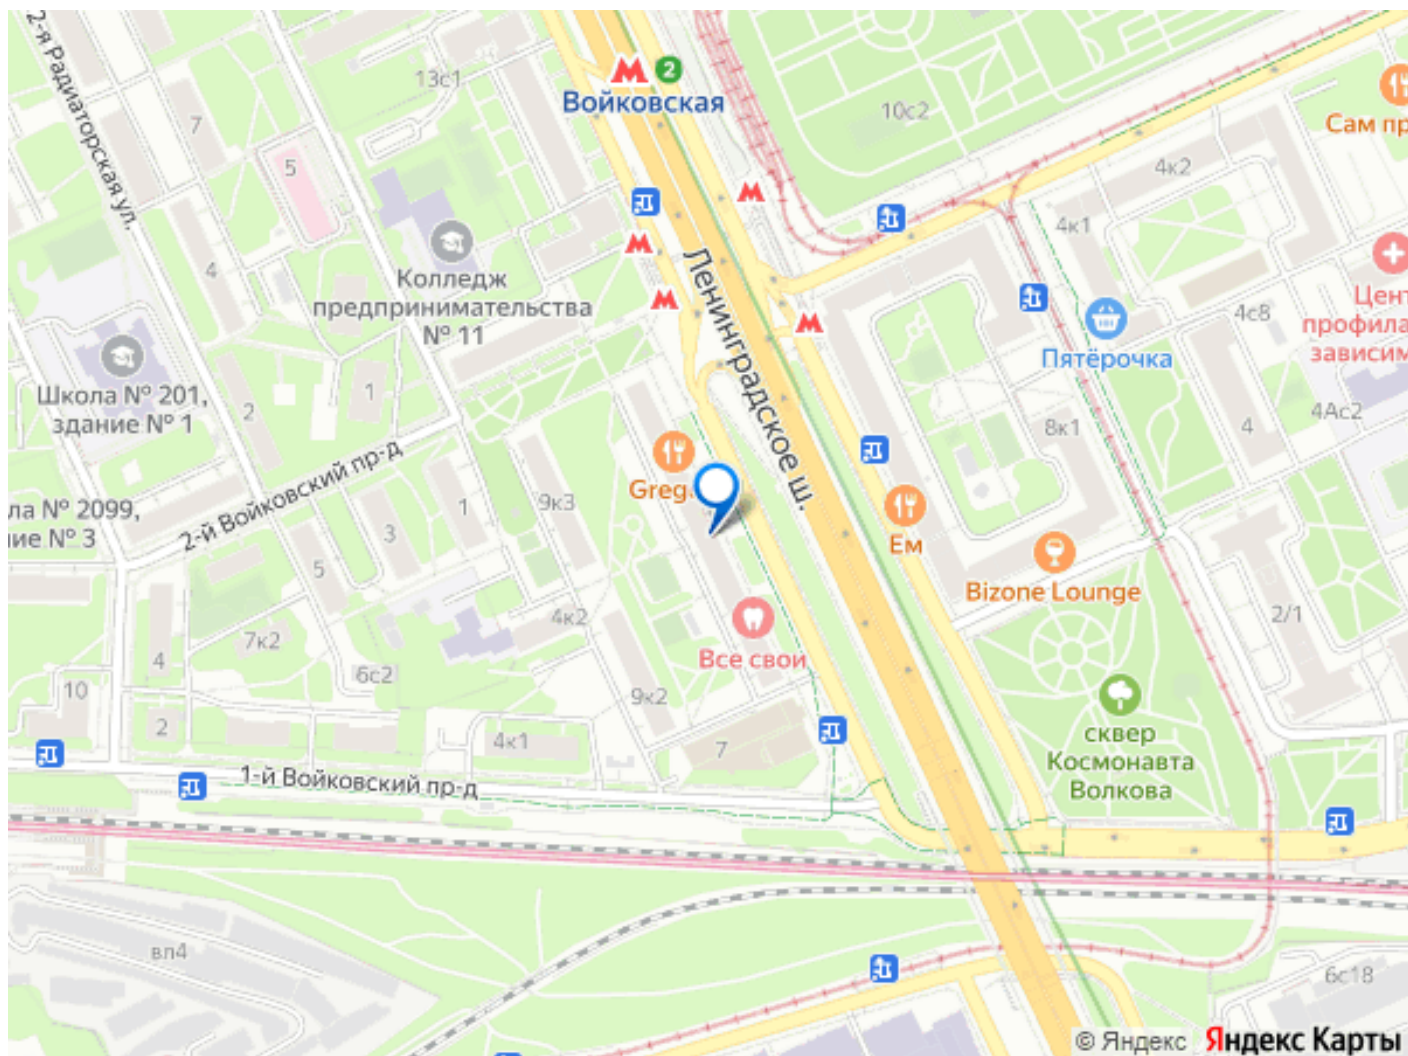 2-я Радиаторская ул.
13с1
2
Войковская
10с2
Сам пр
7
5
4к2
4к1
4
Колледж
предпринимательства
№ 11
Ленинградское ш.
Цент
профила
зависим
4с8
Пятёрочка
Школа № 201,
здание № 1
2
1
8к1
4
4Ас2
Grega
ла № 2099,
ие № 3
2-й Войковский пр-д
3
1
9к3
Ем
Bizone Lounge
5
7к2
4к2
2/1
Все свои
4
6с2
10
2
9к2
7
4к1
сквер
Космонавта
Волкова
1-й Войковский пр-д
вл4
6с18
© Яндекс Яндекс Карты